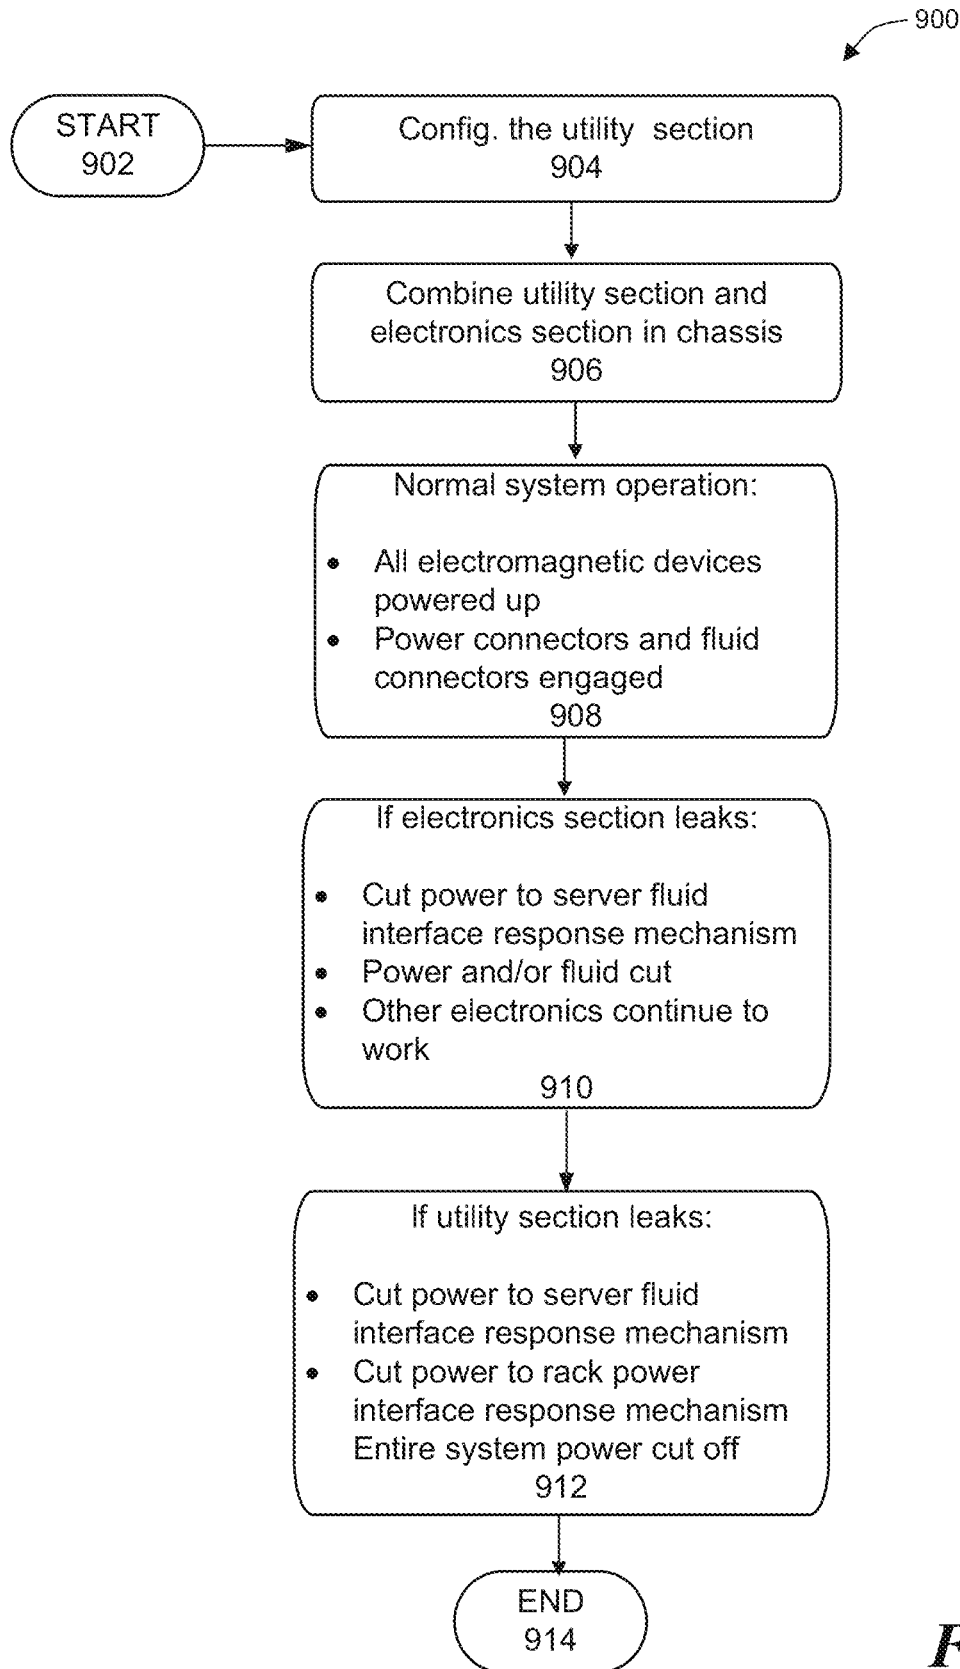 900
START
902
Config. the utility section
904
Combine utility section and
electronics section in chassis
906
Normal system operation:
• All electromagnetic devices
powered up
• Power connectors and fluid
connectors engaged
908
If electronics section leaks:
• Cut power to server fluid
interface response mechanism
• Power and/or fluid cut
• Other electronics continue to
work
910
If utility section leaks:
• Cut power to server fluid
interface response mechanism
• Cut power to rack power
interface response mechanism
Entire system power cut off
912
END
914